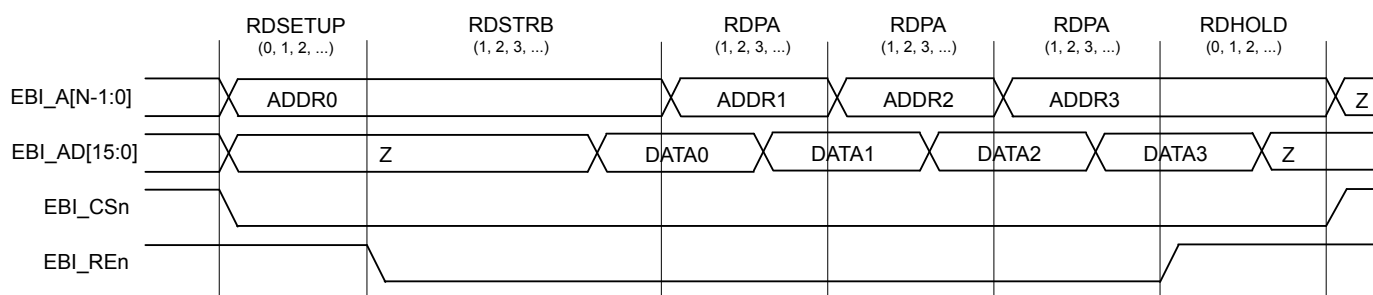 RDSETUP RDSTRB RDPA RDPA RDPA RDHOLD
(0, 1, 2, ...) (1, 2, 3, ...) (1, 2, 3, ...) (1, 2, 3, ...) (1, 2, 3, ...) (0, 1, 2, ...)
EBI_A[N-1:0] ADDR0 ADDR1 ADDR2 ADDR3 Z
EBI_AD[15:0] Z DATA0 DATA1 DATA2 DATA3 Z
EBI_CSn
EBI_REn